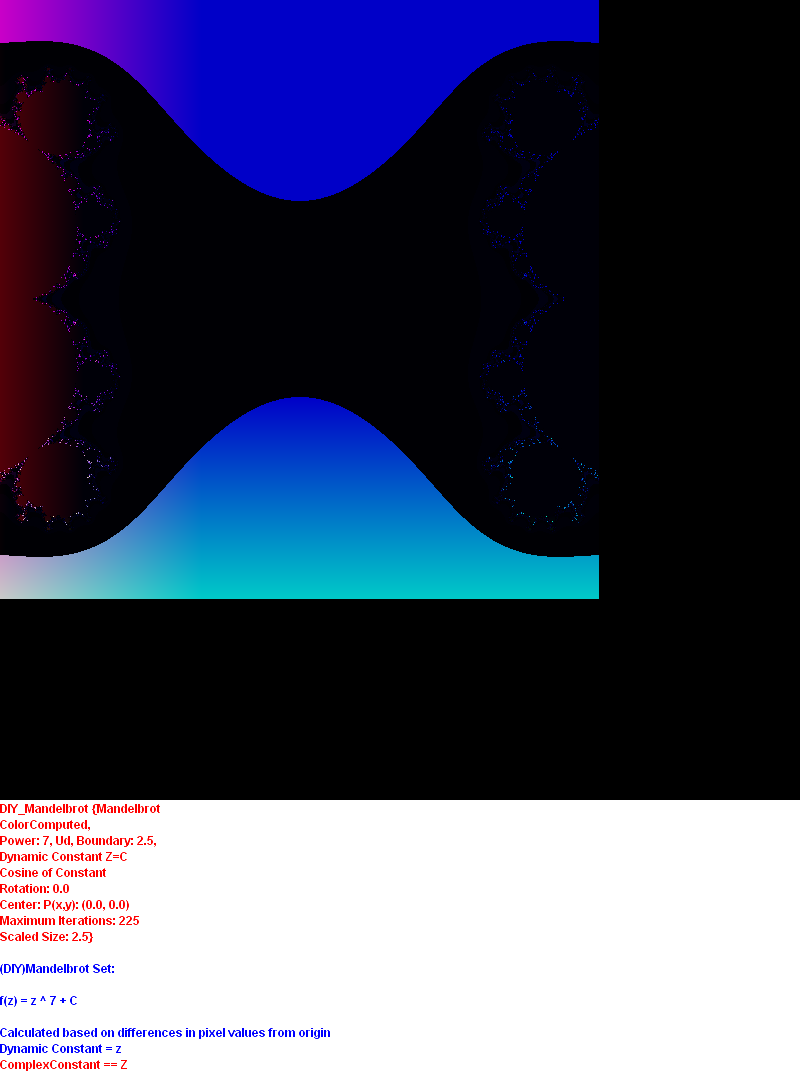 DIY_Mandelbrot {Mandelbrot
ColorComputed,
Power: 7, Ud, Boundary: 2.5,
Dynamic Constant Z=C
Cosine of Constant
Rotation: 0.0
Center: P(x,y): (0.0, 0.0)
Maximum Iterations: 225
Scaled Size: 2.5}
(DIY)Mandelbrot Set:
f(z) = z ^ 7 + C
Calculated based on differences in pixel values from origin
Dynamic Constant = z
ComplexConstant == Z